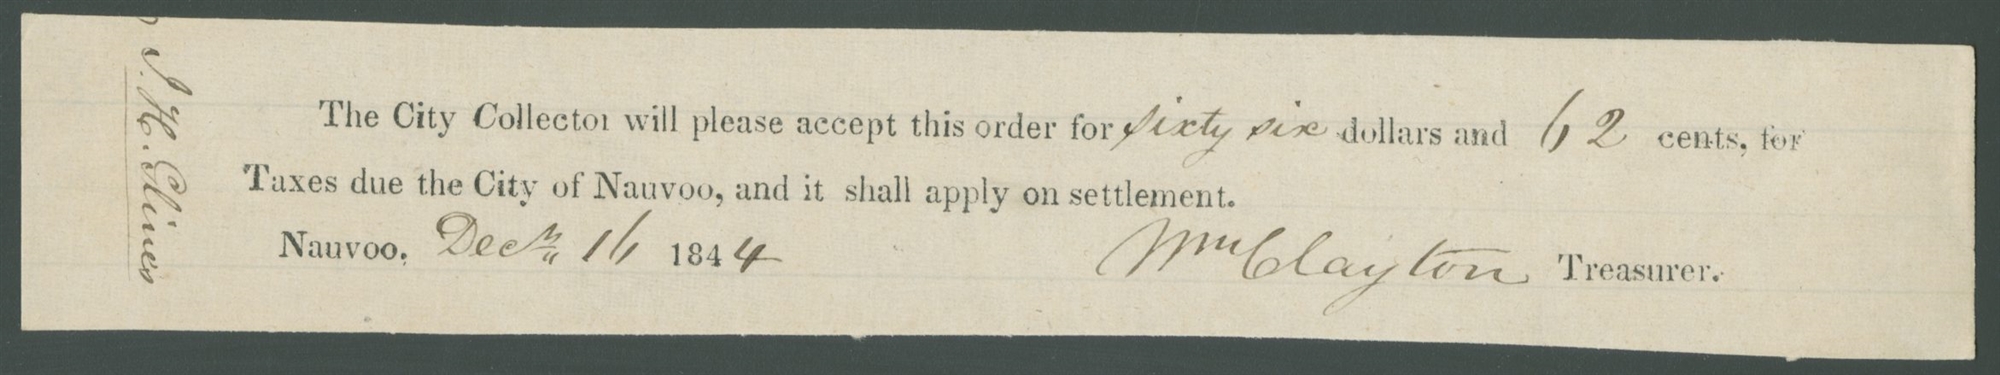 J. H. Hines
The City Collector will please accept this order for sixty six dollars and 62 cents, for
Taxes due the City of Nauvoo, and it shall apply on settlement.
Nauvoo, Decr. 16 1844 Wm Clayton Treasurer.